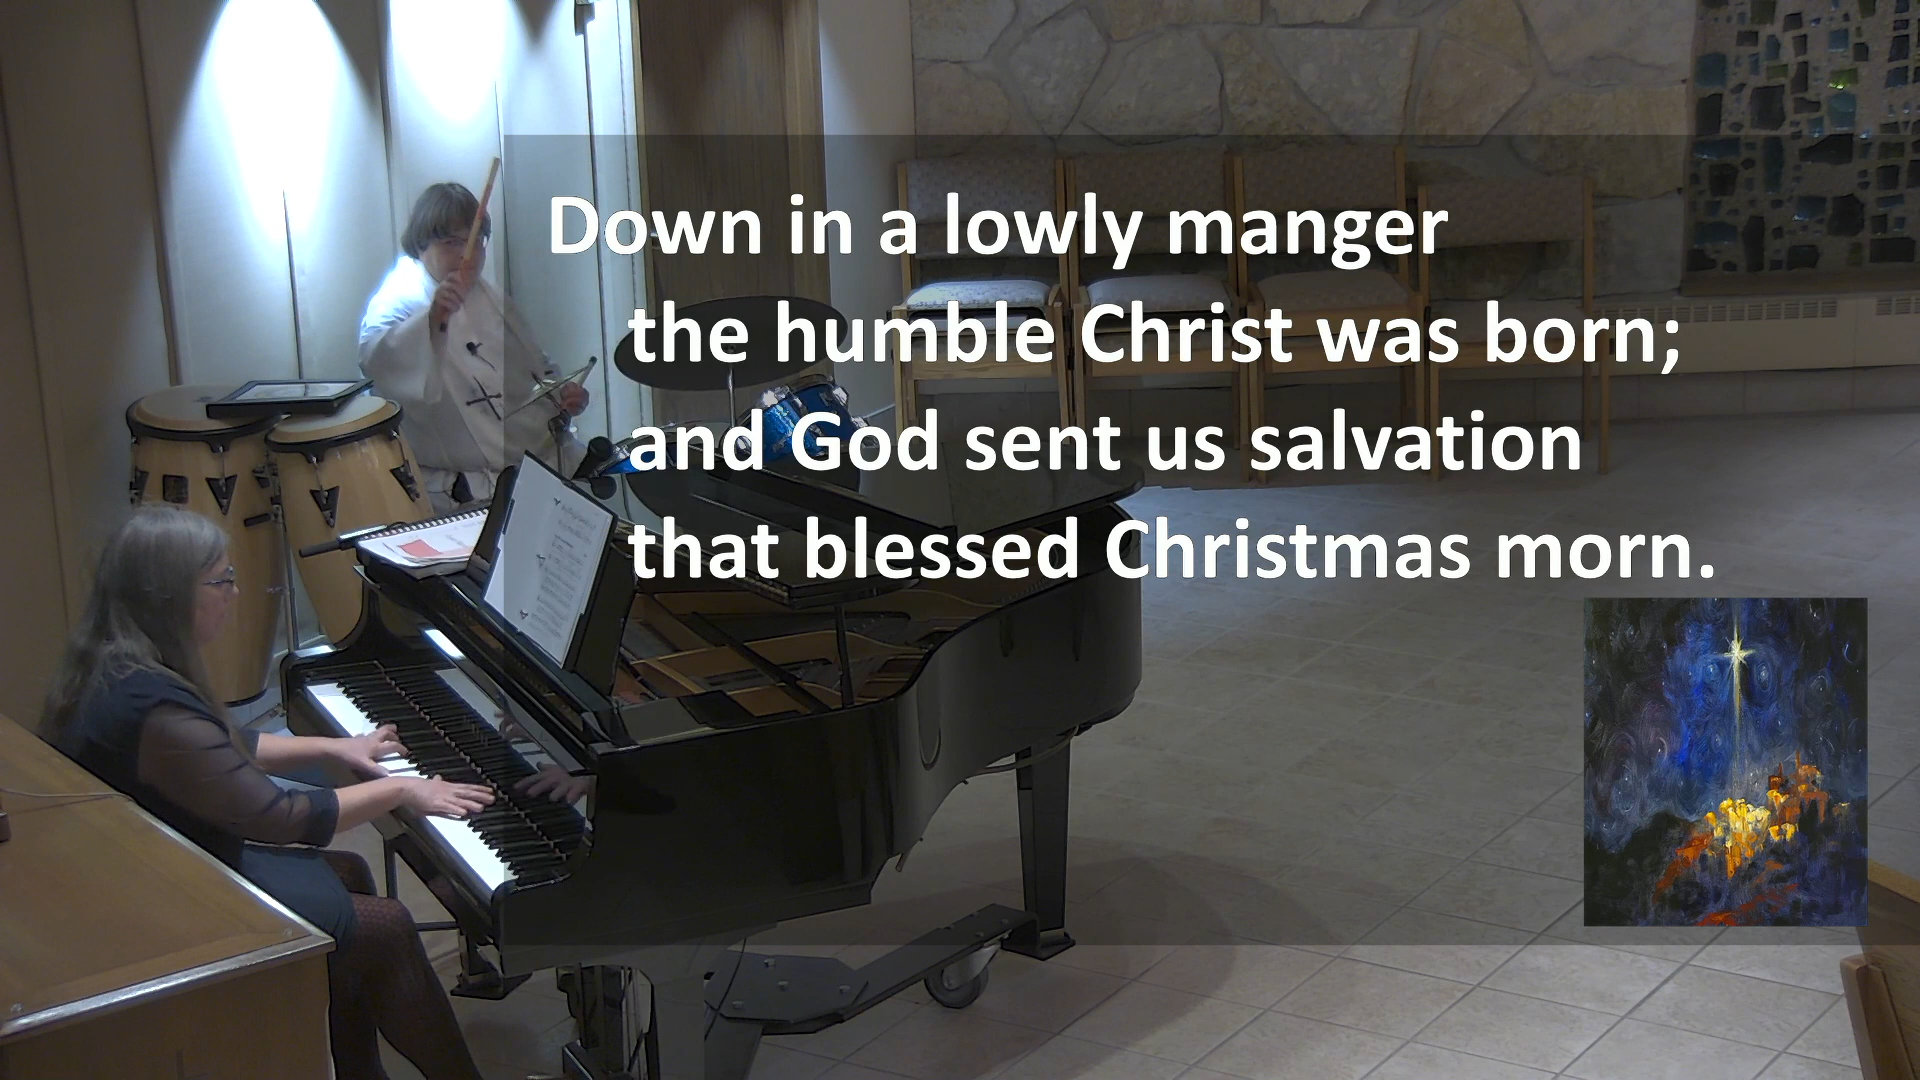 Down in a lowly manger
the humble Christ was born;
and God sent us salvation
that blessed Christmas morn.